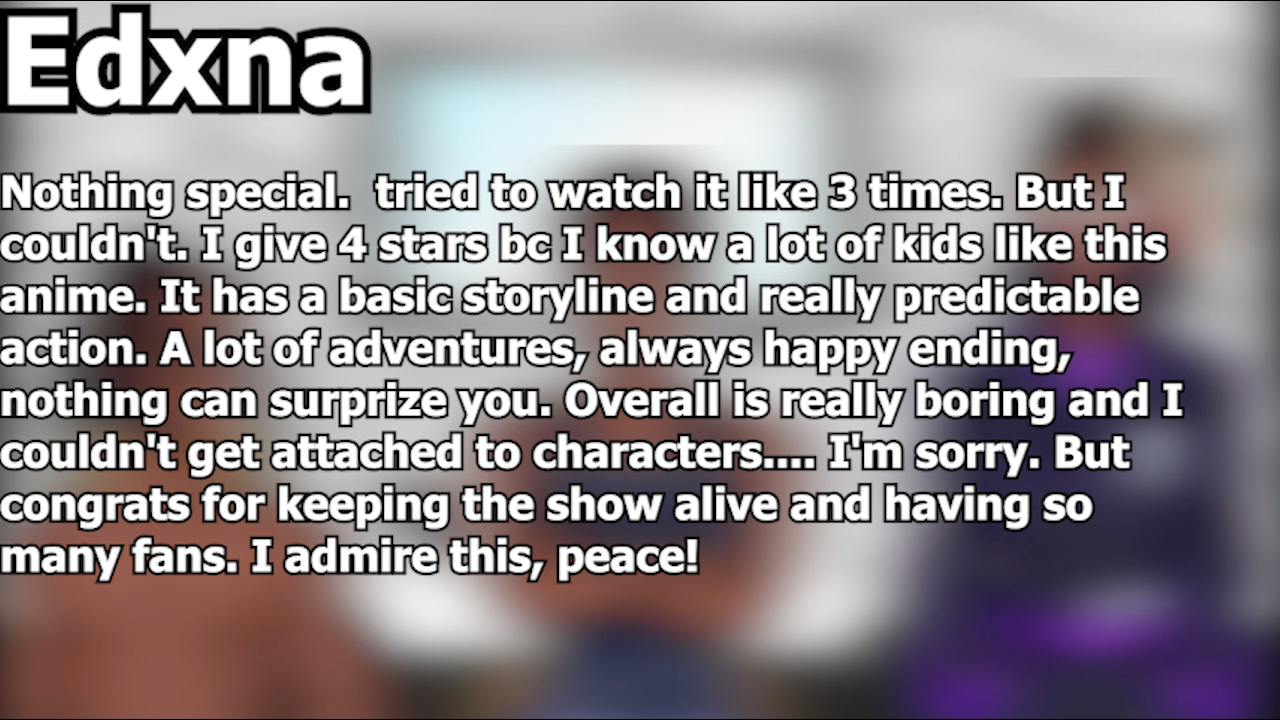 Edxna
Nothing special.  tried to watch it like 3 times. But I
couldn't. I give 4 stars bc I know a lot of kids like this
anime. It has a basic storyline and really predictable
action. A lot of adventures, always happy ending,
nothing can surprize you. Overall is really boring and I
couldn't get attached to characters.... I'm sorry. But
congrats for keeping the show alive and having so
many fans. I admire this, peace!